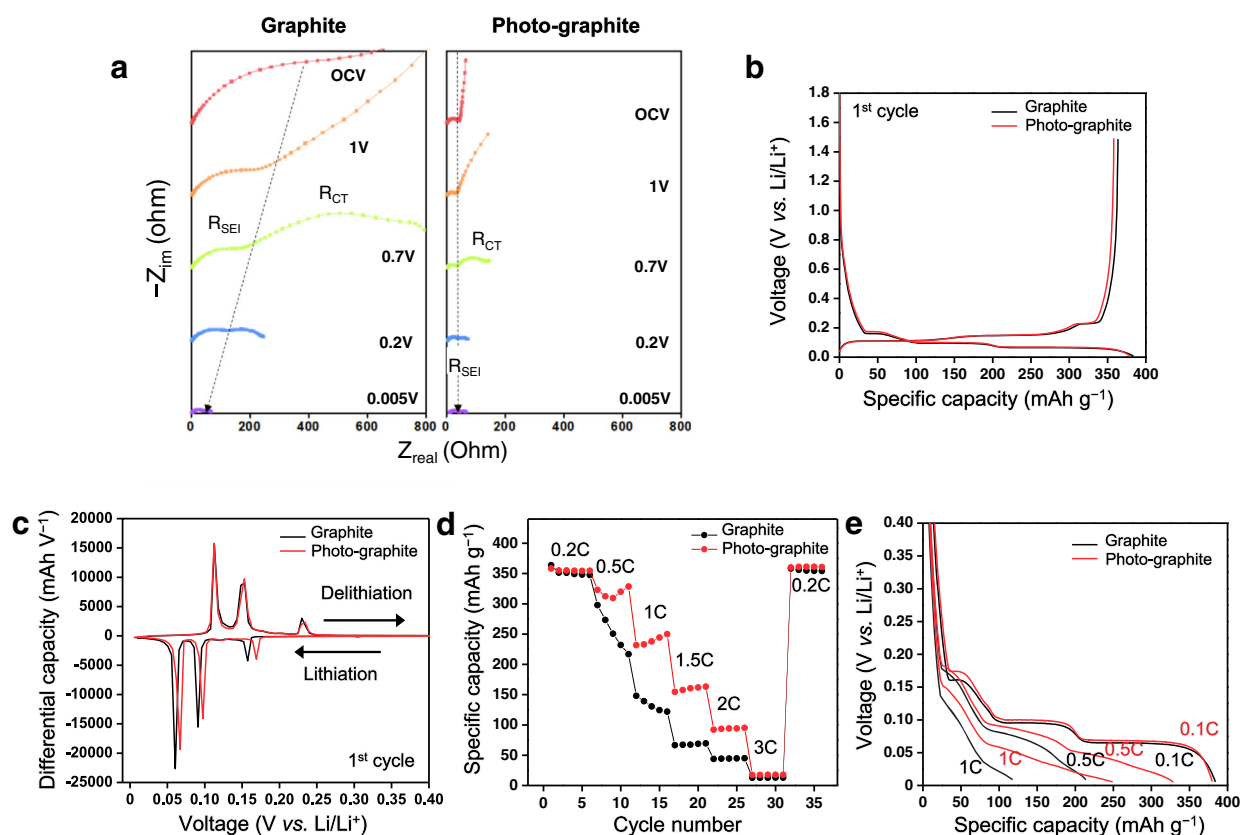 Graphite
Photo-graphite
a
OCV
1V
R_CT
R_SEI
0.7V
0.2V
0.005V
OCV
1V
R_CT
0.7V
0.2V
R_SEI
0.005V
−Z_im (ohm)
0 200 400 600 800
0 200 400 600 800
Z_real (Ohm)
b
1st cycle
Graphite
Photo-graphite
1.8
1.6
1.4
1.2
1.0
0.8
0.6
0.4
0.2
0.0
Voltage (V vs. Li/Li⁺)
0 50 100 150 200 250 300 350 400
Specific capacity (mAh g⁻¹)
c
Graphite
Photo-graphite
Delithiation
Lithiation
1st cycle
20000
15000
10000
5000
0
-5000
-10000
-15000
-20000
-25000
Differential capacity (mAh V⁻¹)
0.00 0.05 0.10 0.15 0.20 0.25 0.30 0.35 0.40
Voltage (V vs. Li/Li⁺)
d
Graphite
Photo-graphite
0.2C
0.5C
1C
1.5C
2C
3C
0.2C
450
400
350
300
250
200
150
100
50
0
Specific capacity (mAh g⁻¹)
0 5 10 15 20 25 30 35
Cycle number
e
Graphite
Photo-graphite
0.1C
0.5C
0.1C
0.5C
1C
1C
0.40
0.35
0.30
0.25
0.20
0.15
0.10
0.05
0.00
Voltage (V vs. Li/Li⁺)
0 50 100 150 200 250 300 350 400
Specific capacity (mAh g⁻¹)